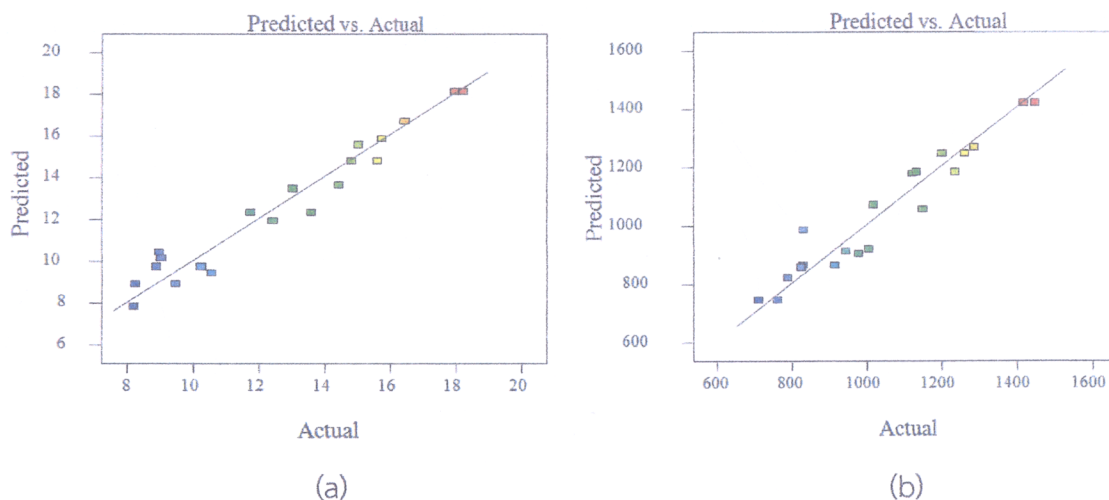 Predicted vs. Actual
20
18
16
14
12
10
8
6
Predicted
8 10 12 14 16 18 20
Actual
(a)
Predicted vs. Actual
1600
1400
1200
1000
800
600
Predicted
600 800 1000 1200 1400 1600
Actual
(b)